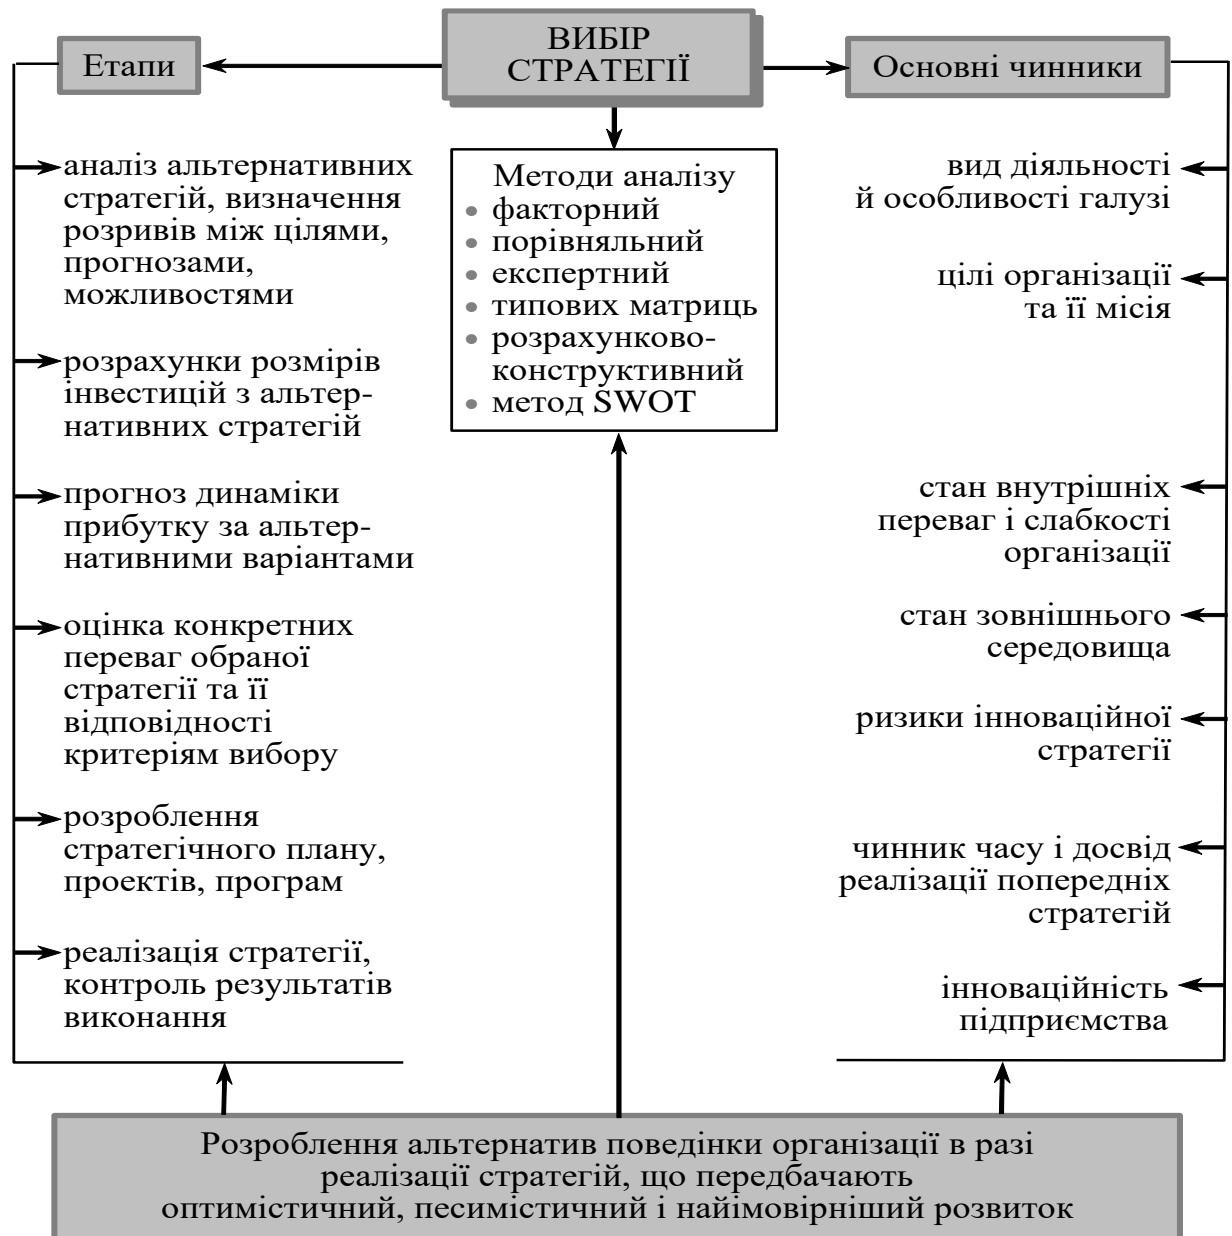 ВИБІР
СТРАТЕГІЇ
Етапи
Основні чинники
аналіз альтернативних
стратегій, визначення
розривів між цілями,
прогнозами,
можливостями
розрахунки розмірів
інвестицій з альтер-
нативних стратегій
прогноз динаміки
прибутку за альтер-
нативними варіантами
оцінка конкретних
переваг обраної
стратегії та її
відповідності
критеріям вибору
розроблення
стратегічного плану,
проектів, програм
реалізація стратегії,
контроль результатів
виконання
Методи аналізу
• факторний
• порівняльний
• експертний
• типових матриць
• розрахунково-
конструктивний
• метод SWOT
вид діяльності
й особливості галузі
цілі організації
та її місія
стан внутрішніх
переваг і слабкості
організації
стан зовнішнього
середовища
ризики інноваційної
стратегії
чинник часу і досвід
реалізації попередніх
стратегій
інноваційність
підприємства
Розроблення альтернатив поведінки організації в разі
реалізації стратегій, що передбачають
оптимістичний, песимістичний і найімовірніший розвиток